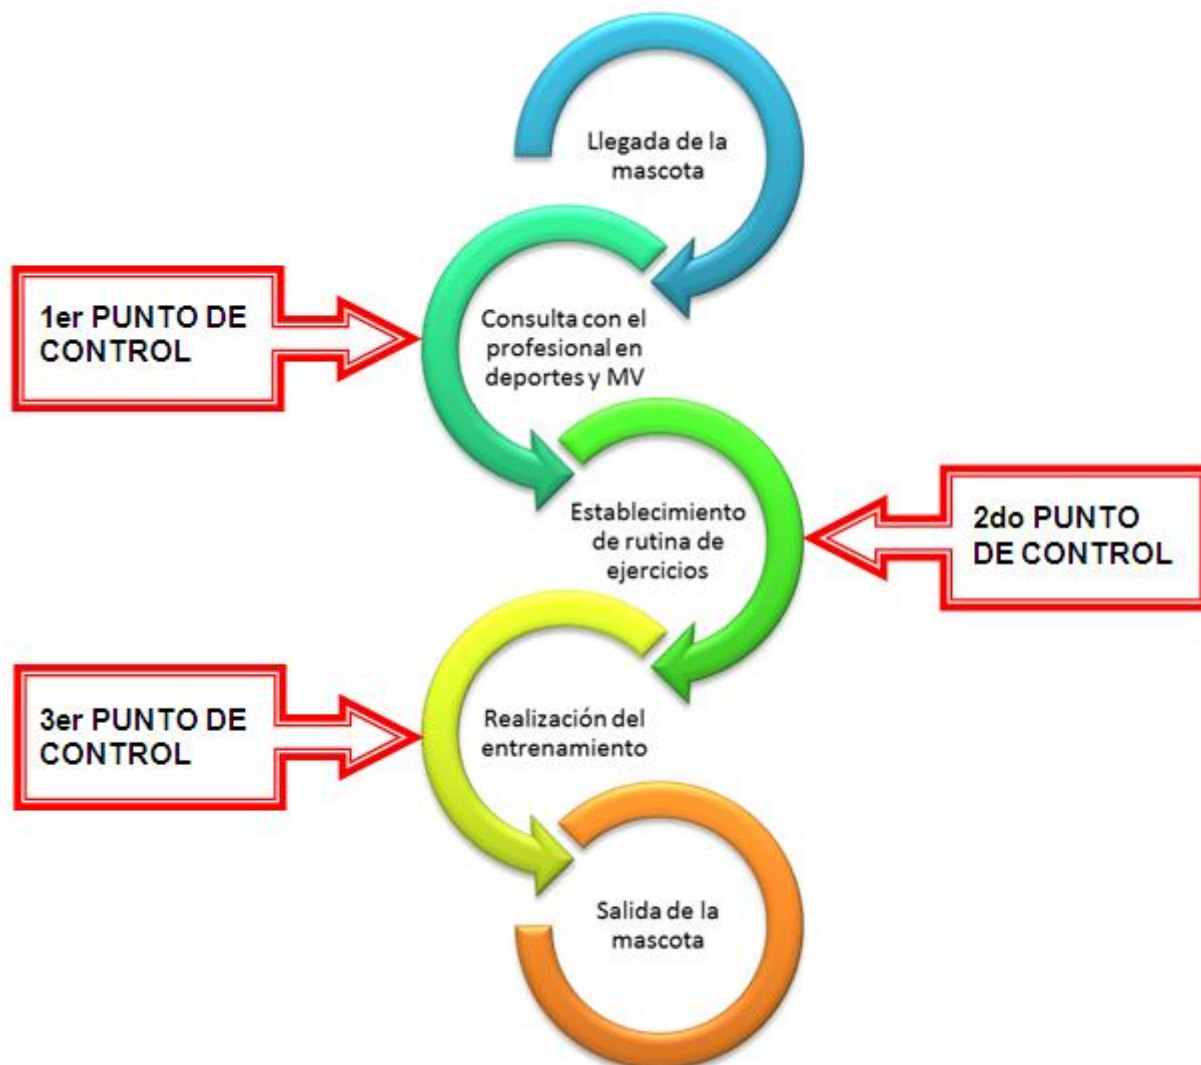 Llegada de la
mascota
1er PUNTO DE
CONTROL
Consulta con el
profesional en
deportes y MV
Establecimiento
de rutina de
ejercicios
2do PUNTO
DE CONTROL
3er PUNTO DE
CONTROL
Realización del
entrenamiento
Salida de la
mascota